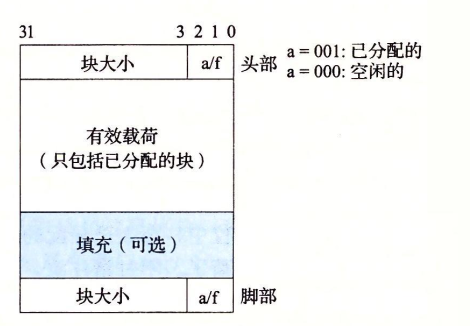 31 3 2 1 0
块大小 a/f 头部 a = 001: 已分配的
a = 000: 空闲的
有效载荷
（只包括已分配的块）
填充（可选）
块大小 a/f 脚部